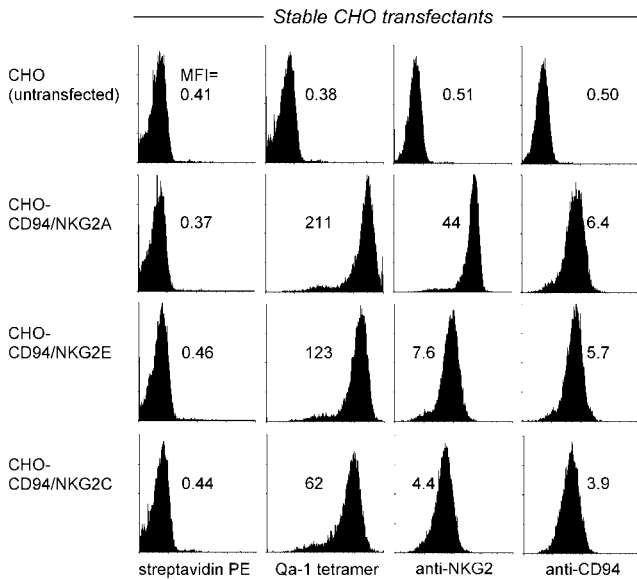 Stable CHO transfectants
CHO
(untransfected)
MFI=
0.41
0.38
0.51
0.50
CHO-
CD94/NKG2A
0.37
211
44
6.4
CHO-
CD94/NKG2E
0.46
123
7.6
5.7
CHO-
CD94/NKG2C
0.44
62
4.4
3.9
streptavidin PE
Qa-1 tetramer
anti-NKG2
anti-CD94